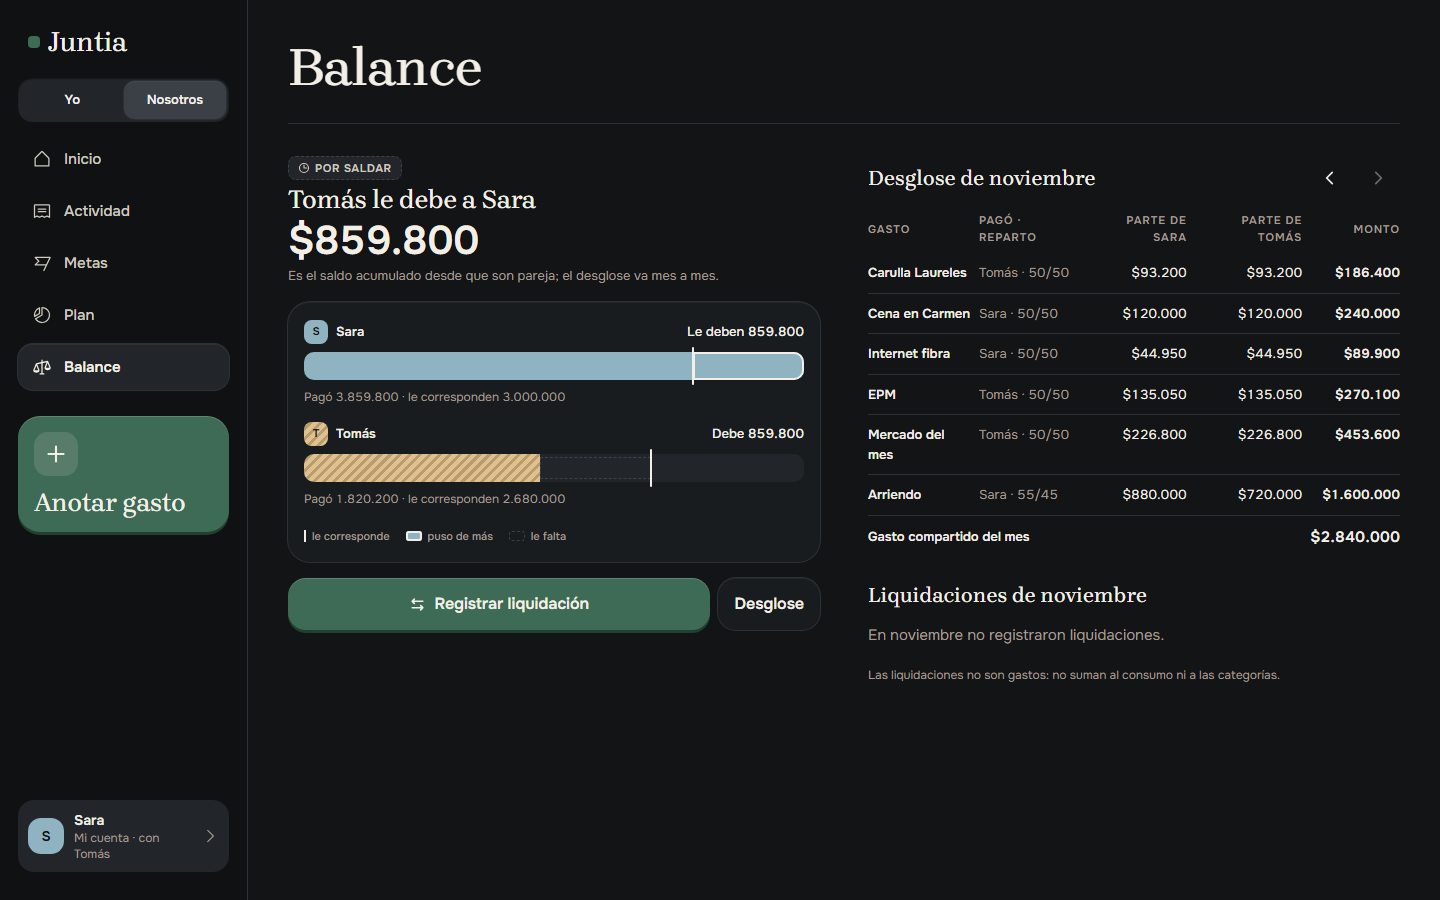 Juntia
Yo
Nosotros
Inicio
Actividad
Metas
Plan
Balance
Anotar gasto
S
Sara
Mi cuenta · con
Tomás
Balance
POR SALDAR
Tomás le debe a Sara
$859.800
Es el saldo acumulado desde que son pareja; el desglose va mes a mes.
S Sara Le deben 859.800
Pagó 3.859.800 · le corresponden 3.000.000
T Tomás Debe 859.800
Pagó 1.820.200 · le corresponden 2.680.000
le corresponde puso de más le falta
Registrar liquidación
Desglose
Desglose de noviembre
GASTO PAGÓ · REPARTO PARTE DE SARA PARTE DE TOMÁS MONTO
Carulla Laureles Tomás · 50/50 $93.200 $93.200 $186.400
Cena en Carmen Sara · 50/50 $120.000 $120.000 $240.000
Internet fibra Sara · 50/50 $44.950 $44.950 $89.900
EPM Tomás · 50/50 $135.050 $135.050 $270.100
Mercado del mes Tomás · 50/50 $226.800 $226.800 $453.600
Arriendo Sara · 55/45 $880.000 $720.000 $1.600.000
Gasto compartido del mes $2.840.000
Liquidaciones de noviembre
En noviembre no registraron liquidaciones.
Las liquidaciones no son gastos: no suman al consumo ni a las categorías.